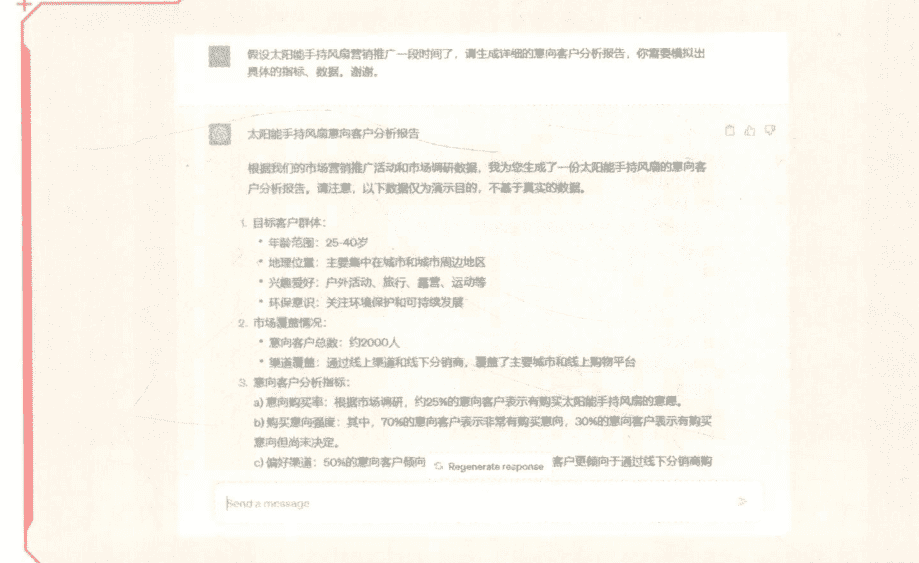 假设太阳能手持风扇营销推广一段时间了，请生成详细的意向客户分析报告，你需要模拟出
具体的指标、数据，谢谢。
太阳能手持风扇意向客户分析报告
根据我们的市场营销推广活动和市场调研数据，我为您生成了一份太阳能手持风扇的意向客
户分析报告。请注意，以下数据仅为演示目的，不基于真实的数据。
1. 目标客户群体：
• 年龄范围：25-40岁
• 地理位置：主要集中在城市和城市周边地区
• 兴趣爱好：户外活动、旅行、露营、运动等
• 环保意识：关注环境保护和可持续发展
2. 市场覆盖情况：
• 意向客户总数：约2000人
• 渠道覆盖：通过线上渠道和线下分销商，覆盖了主要城市和线上购物平台
3. 意向客户分析指标：
a) 意向购买率：根据市场调研，约25%的意向客户表示有购买太阳能手持风扇的意愿。
b) 购买意向强度：其中，70%的意向客户表示非常有购买意向，30%的意向客户表示有购买
意向但尚未决定。
c) 偏好渠道：50%的意向客户倾向 Regenerate response 客户更倾向于通过线下分销商购
Send a message